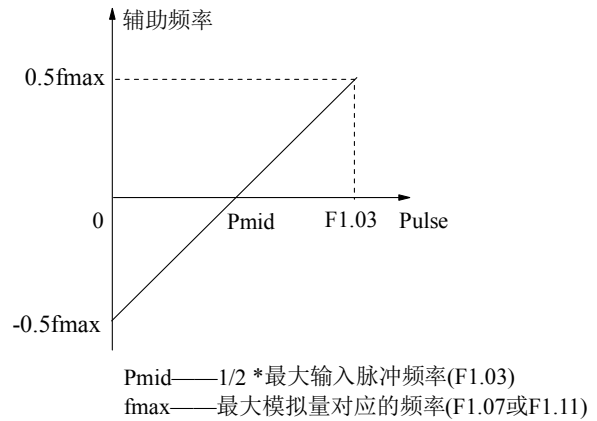 辅助频率
0.5fmax
0
Pmid
F1.03
Pulse
-0.5fmax
Pmid——1/2 *最大输入脉冲频率(F1.03)
fmax——最大模拟量对应的频率(F1.07或F1.11)